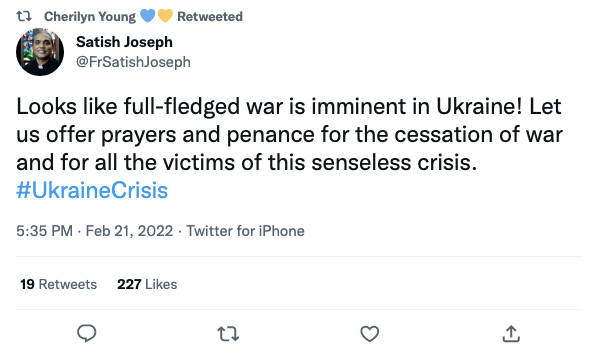 Cherilyn Young 💙💛 Retweeted
Satish Joseph
@FrSatishJoseph
Looks like full-fledged war is imminent in Ukraine! Let
us offer prayers and penance for the cessation of war
and for all the victims of this senseless crisis.
#UkraineCrisis
5:35 PM · Feb 21, 2022 · Twitter for iPhone
19 Retweets 227 Likes